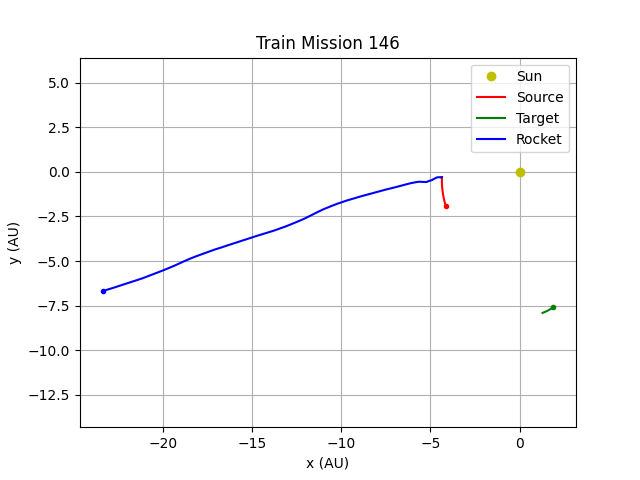 Train Mission 146
Sun
Source
Target
Rocket
5.0
2.5
0.0
−2.5
−5.0
−7.5
−10.0
−12.5
y (AU)
−20
−15
−10
−5
0
x (AU)